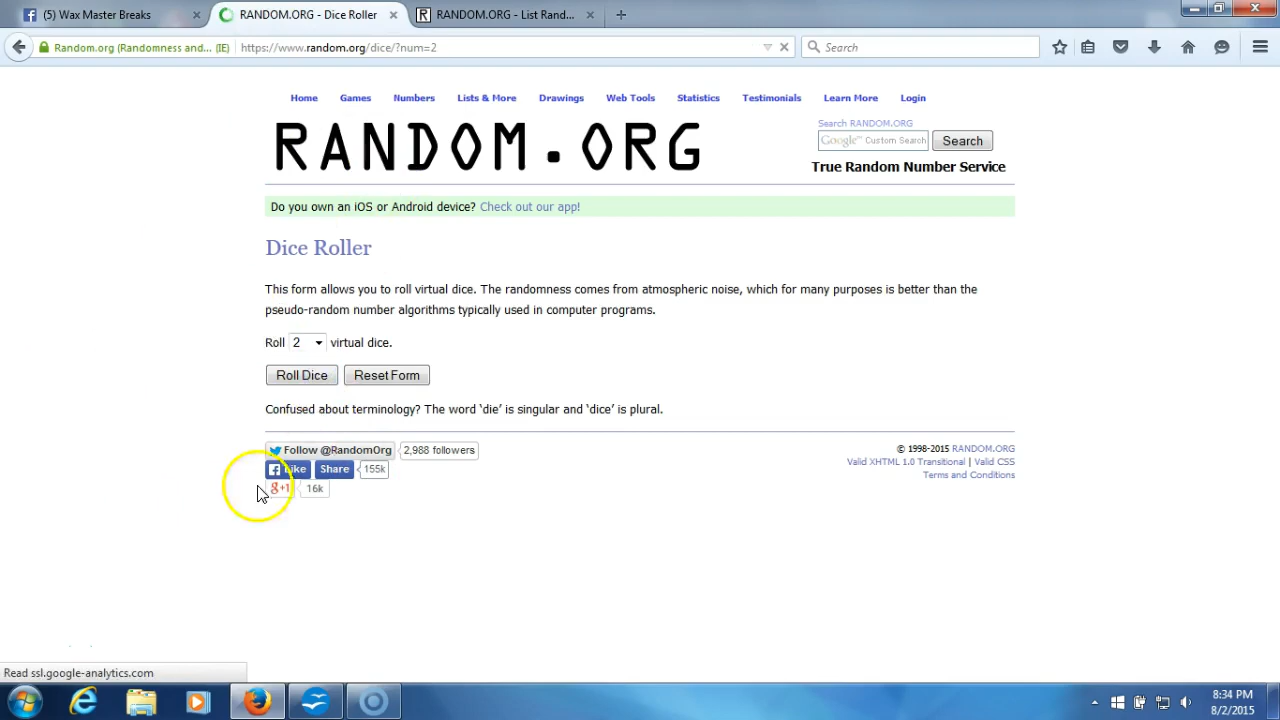 (5) Wax Master Breaks
RANDOM.ORG - Dice Roller
RANDOM.ORG - List Rand...
Random.org (Randomness and... (IE)
https://www.random.org/dice/?num=2
Search
Home Games Numbers Lists & More Drawings Web Tools Statistics Testimonials Learn More Login
RANDOM.ORG
Search RANDOM.ORG
Google™ Custom Search
Search
True Random Number Service
Do you own an iOS or Android device? Check out our app!
Dice Roller
This form allows you to roll virtual dice. The randomness comes from atmospheric noise, which for many purposes is better than the
pseudo-random number algorithms typically used in computer programs.
Roll 2 virtual dice.
Roll Dice Reset Form
Confused about terminology? The word ‘die’ is singular and ‘dice’ is plural.
Follow @RandomOrg 2,988 followers
Like Share 155k
g+1 16k
© 1998-2015 RANDOM.ORG
Valid XHTML 1.0 Transitional | Valid CSS
Terms and Conditions
Read ssl.google-analytics.com
8:34 PM
8/2/2015